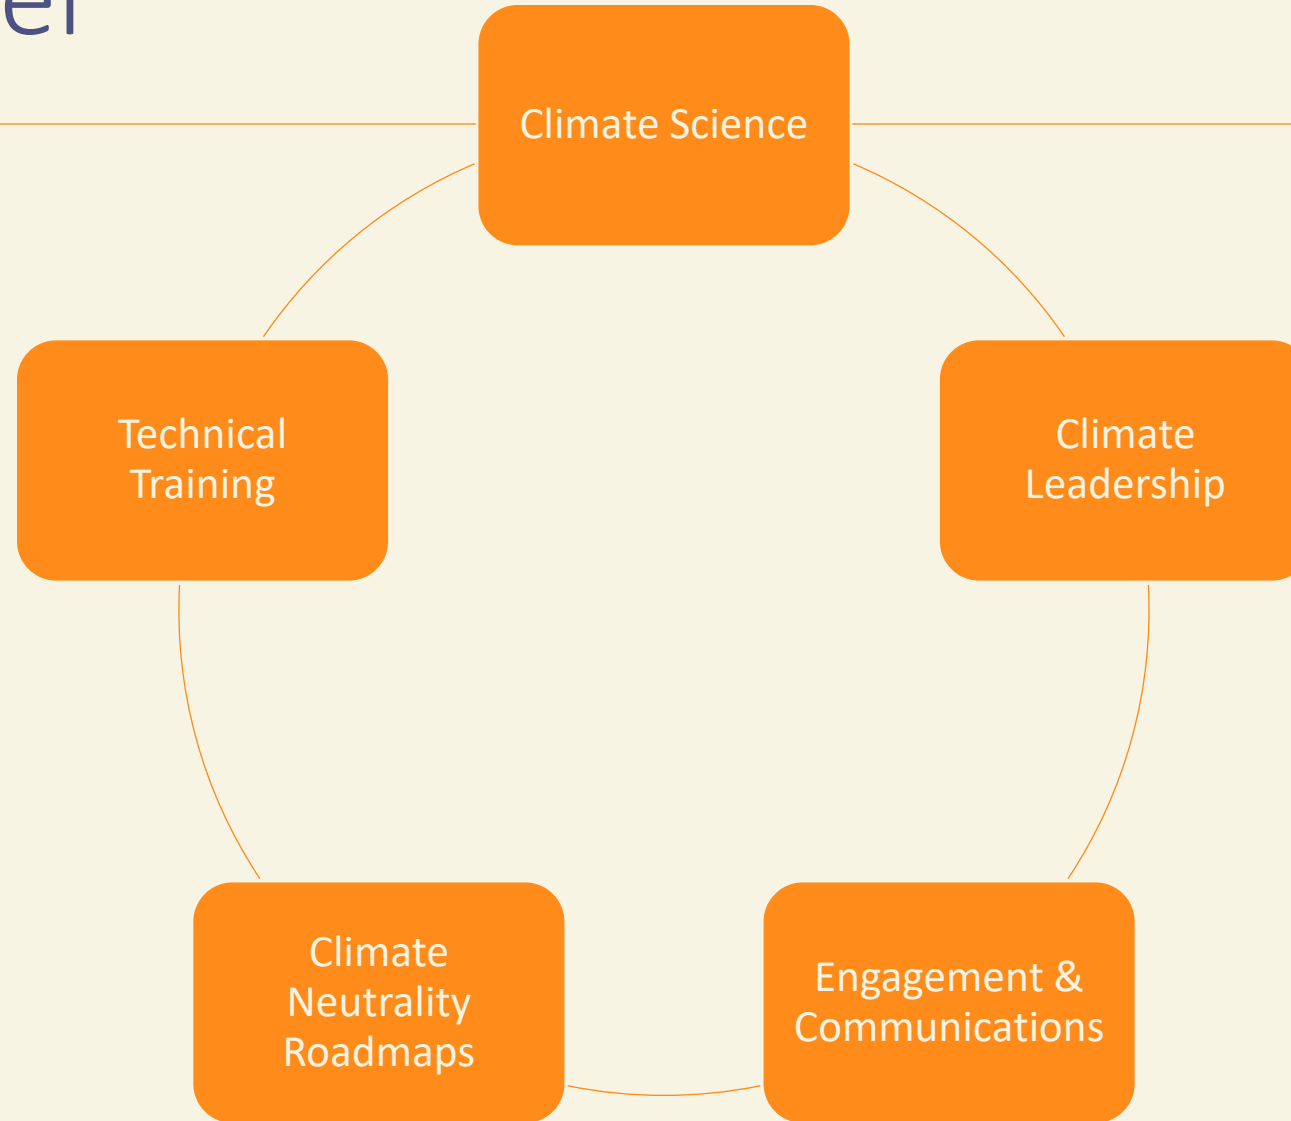 Climate Science
Technical
Training
Climate
Leadership
Climate
Neutrality
Roadmaps
Engagement &
Communications